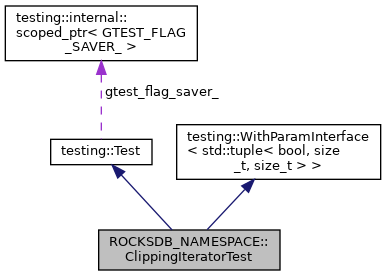 testing::internal::
scoped_ptr< GTEST_FLAG
_SAVER_ >
gtest_flag_saver_
testing::Test
testing::WithParamInterface
< std::tuple< bool, size
_t, size_t > >
ROCKSDB_NAMESPACE::
ClippingIteratorTest